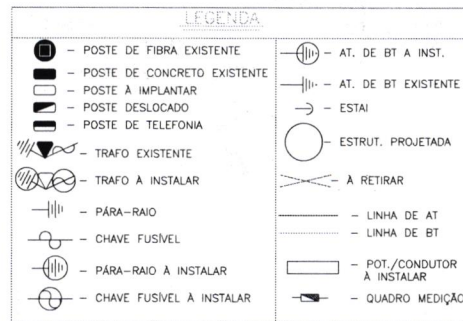 LEGENDA
– POSTE DE FIBRA EXISTENTE
– POSTE DE CONCRETO EXISTENTE
– POSTE À IMPLANTAR
– POSTE DESLOCADO
– POSTE DE TELEFONIA
– TRAFO EXISTENTE
– TRAFO À INSTALAR
– PÁRA–RAIO
– CHAVE FUSÍVEL
– PÁRA–RAIO À INSTALAR
– CHAVE FUSÍVEL À INSTALAR
– AT. DE BT A INST.
– AT. DE BT EXISTENTE
– ESTAI
– ESTRUT. PROJETADA
– À RETIRAR
– LINHA DE AT
– LINHA DE BT
– POT./CONDUTOR
À INSTALAR
– QUADRO MEDIÇÃO